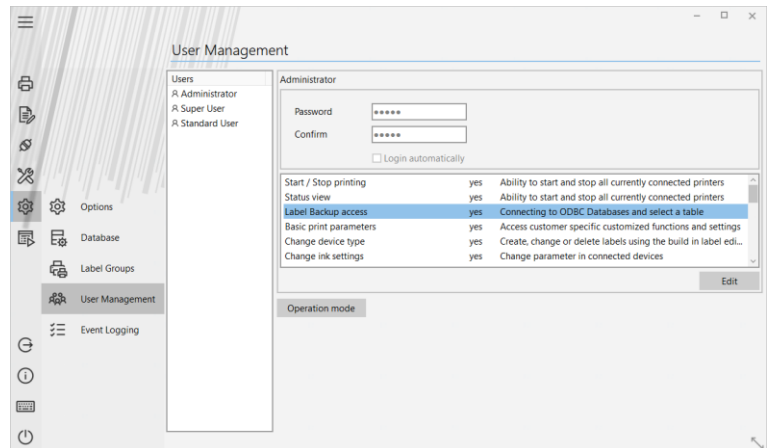 User Management
Users
Administrator
Super User
Standard User
Administrator
Password
•••••
Confirm
•••••
Login automatically
Start / Stop printing yes Ability to start and stop all currently connected printers
Status view yes Ability to start and stop all currently connected printers
Label Backup access yes Connecting to ODBC Databases and select a table
Basic print parameters yes Access customer specific customized functions and settings
Change device type yes Create, change or delete labels using the build in label edi...
Change ink settings yes Change parameter in connected devices
Edit
Operation mode
Options
Database
Label Groups
User Management
Event Logging